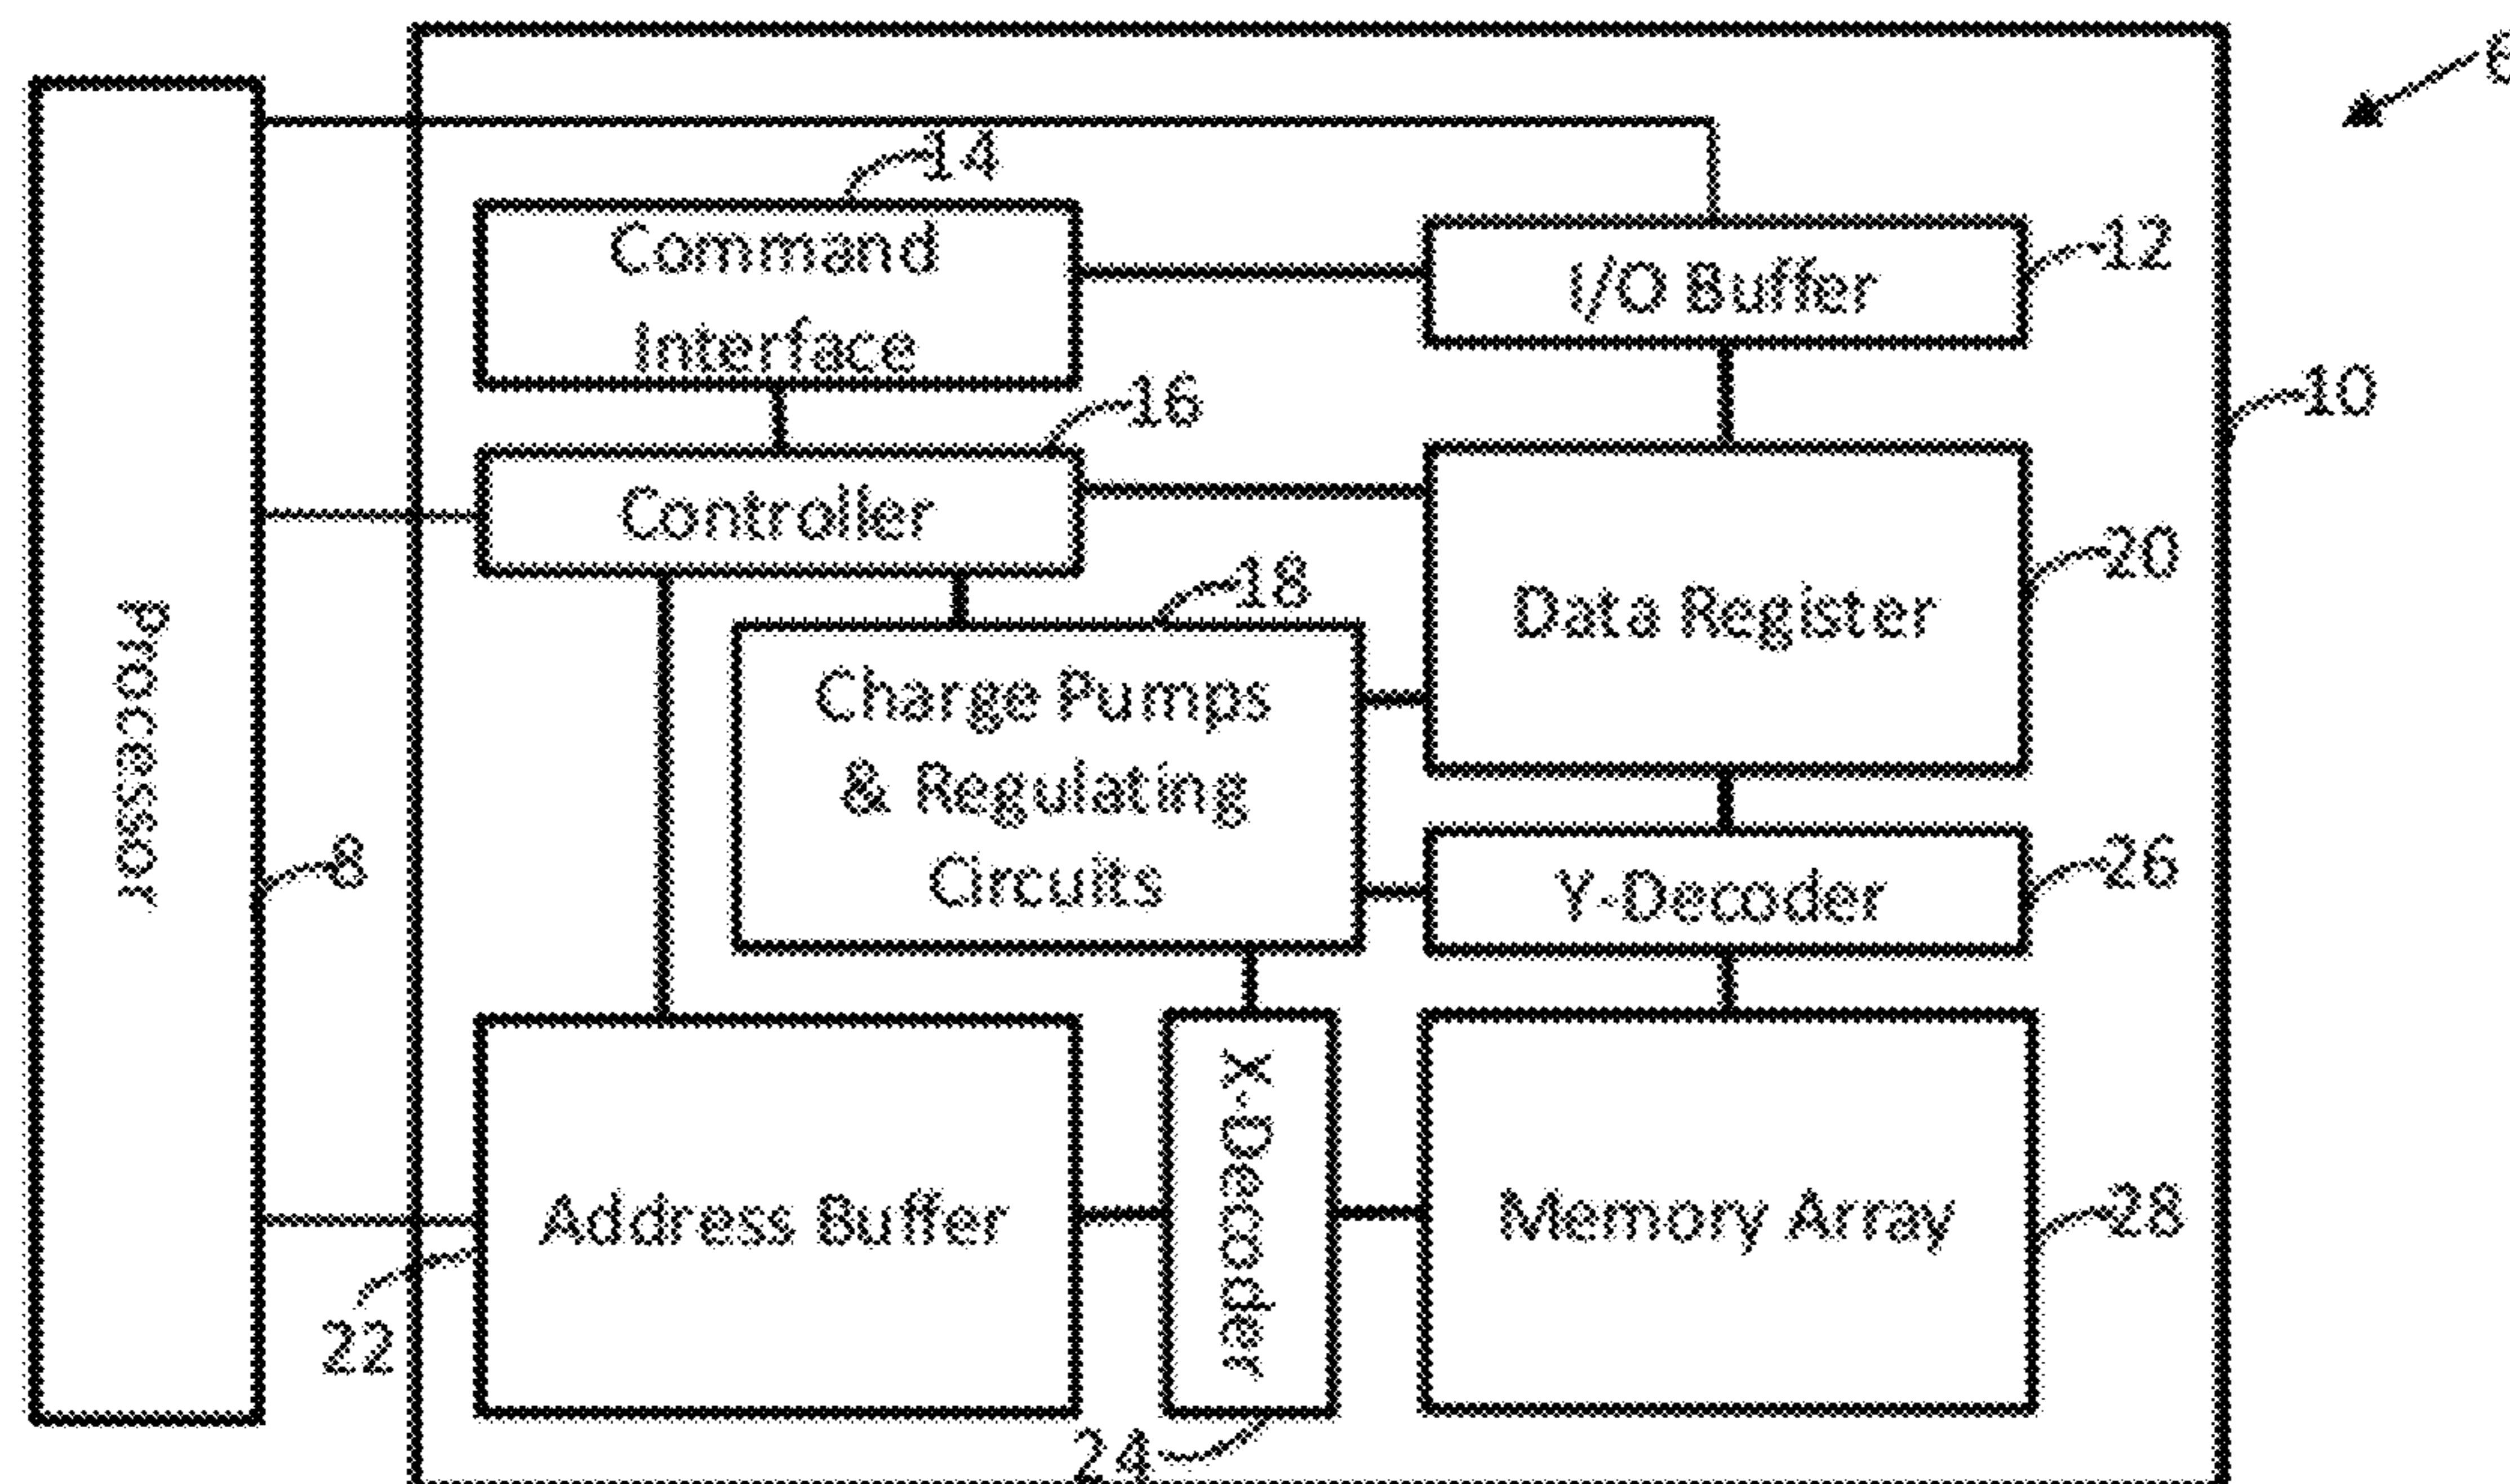 14
Command
Interface
I/O Buffer
12
10
16
Controller
18
Data Register
20
Processor
8
Charge Pumps
& Regulating
Circuits
Y-Decoder
26
Address Buffer
X-Decoder
Memory Array
28
22
24